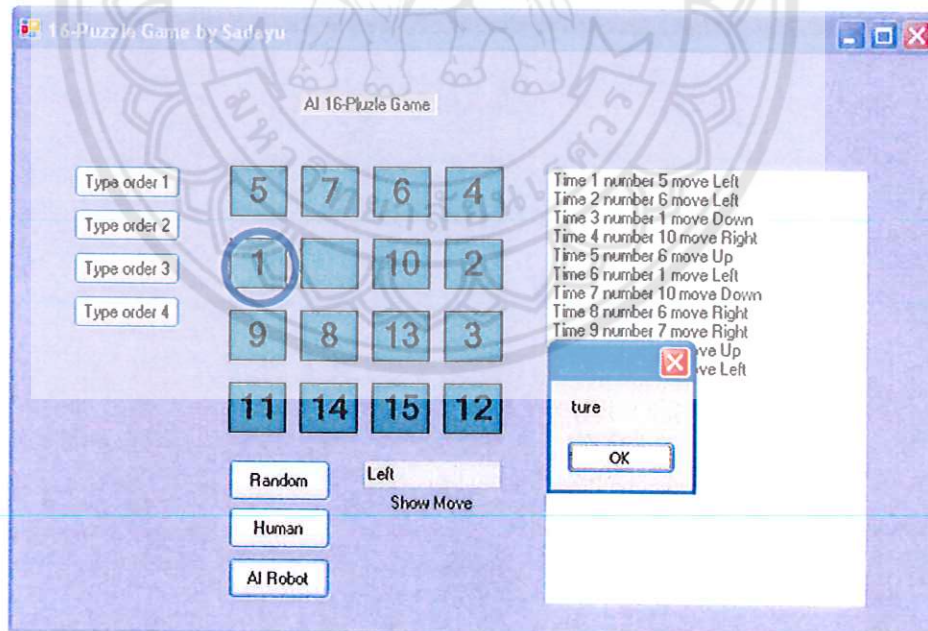 16-Puzzle Game by Sadayu
AI 16-Pluzle Game
Type order 1
Type order 2
Type order 3
Type order 4
5 7 6 4
1 10 2
9 8 13 3
11 14 15 12
Random
Human
AI Robot
Left
Show Move
Time 1 number 5 move Left
Time 2 number 6 move Left
Time 3 number 1 move Down
Time 4 number 10 move Right
Time 5 number 6 move Up
Time 6 number 1 move Left
Time 7 number 10 move Down
Time 8 number 6 move Right
Time 9 number 7 move Right
ve Up
ve Left
ture
OK